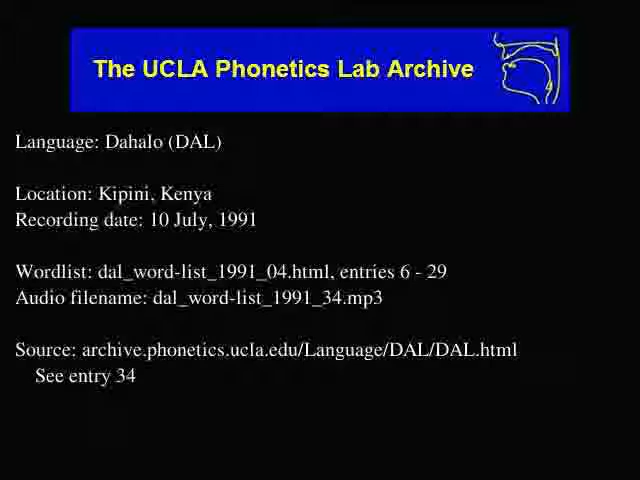 The UCLA Phonetics Lab Archive
Language: Dahalo (DAL)
Location: Kipini, Kenya
Recording date: 10 July, 1991
Wordlist: dal_word-list_1991_04.html, entries 6 - 29
Audio filename: dal_word-list_1991_34.mp3
Source: archive.phonetics.ucla.edu/Language/DAL/DAL.html
See entry 34